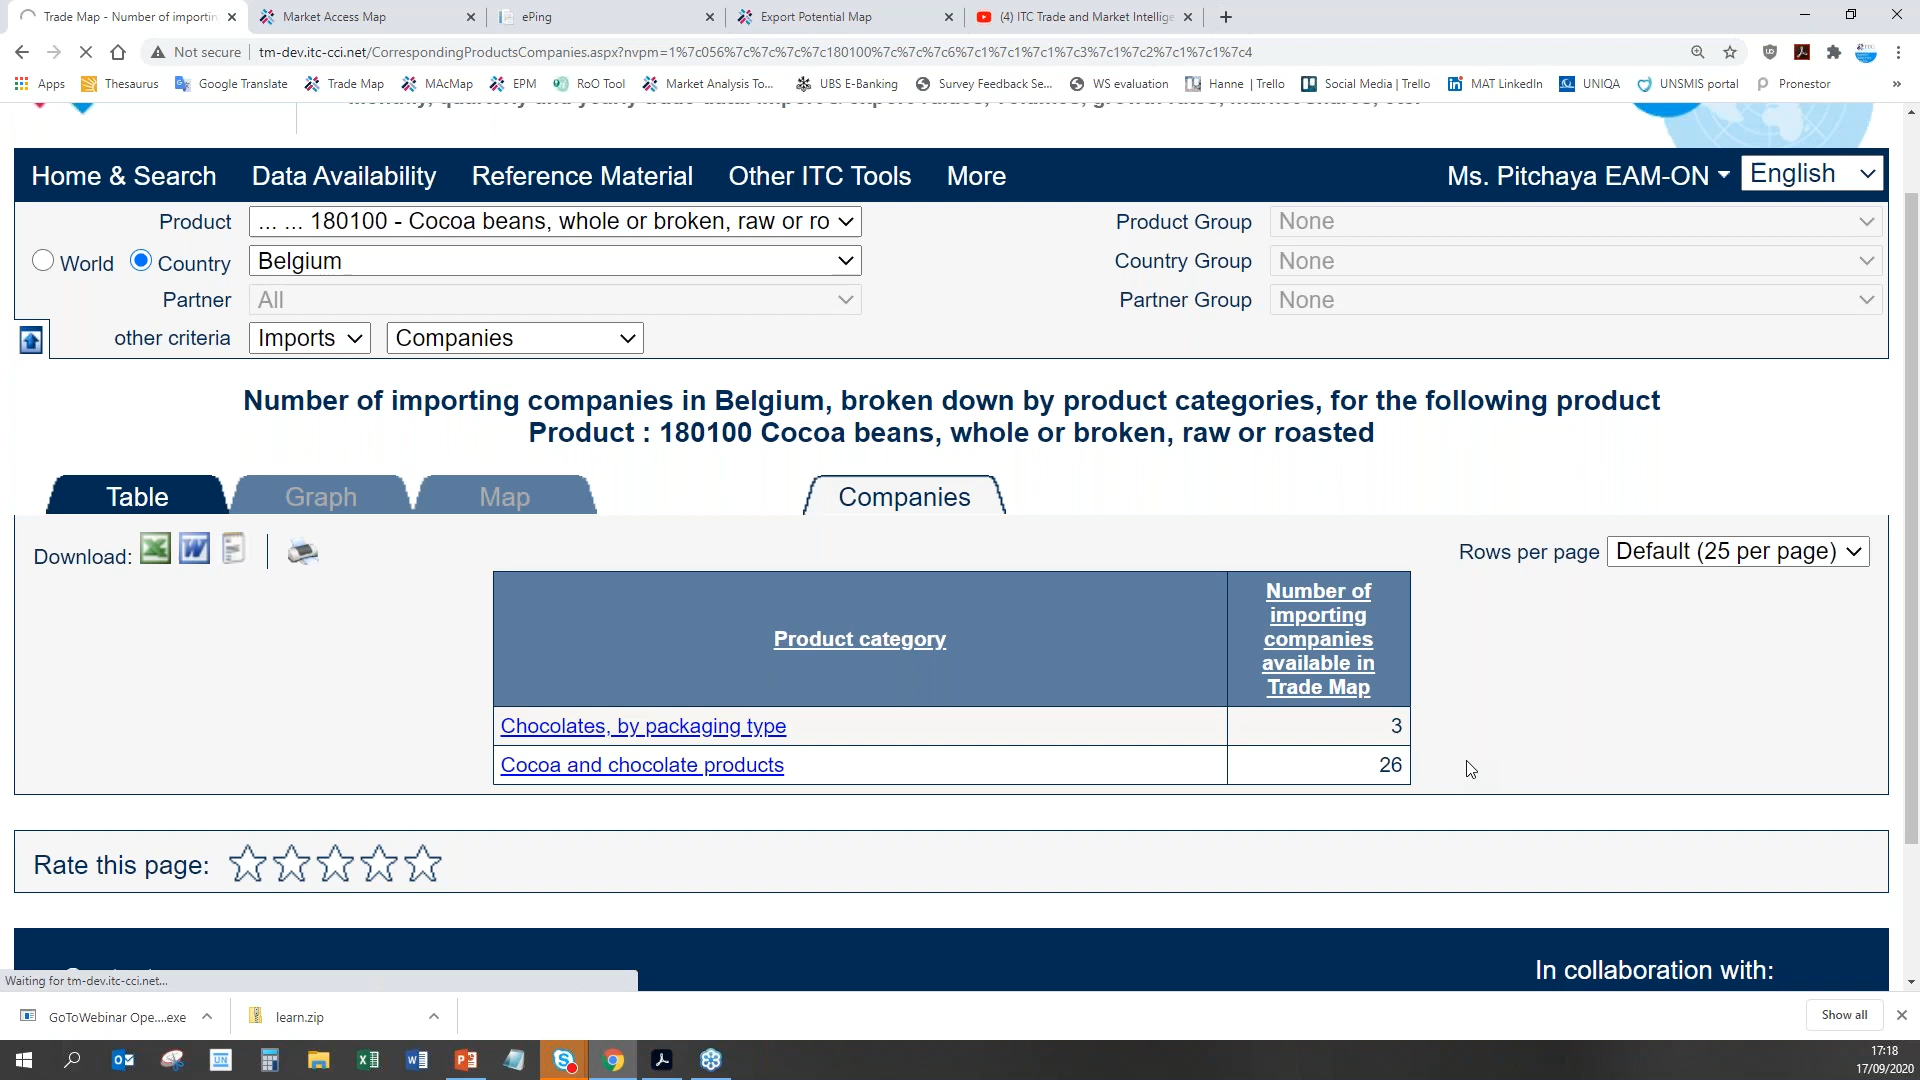 Trade Map - Number of importin
Market Access Map
ePing
Export Potential Map
(4) ITC Trade and Market Intellige
Not secure
tm-dev.itc-cci.net/CorrespondingProductsCompanies.aspx?nvpm=1%7c056%7c%7c%7c%7c180100%7c%7c%7c6%7c1%7c1%7c1%7c3%7c1%7c2%7c1%7c1%7c4
Apps
Thesaurus
Google Translate
Trade Map
MAcMap
EPM
RoO Tool
Market Analysis To...
UBS E-Banking
Survey Feedback Se...
WS evaluation
Hanne | Trello
Social Media | Trello
MAT LinkedIn
UNIQA
UNSMIS portal
Pronestor
»
Home & Search
Data Availability
Reference Material
Other ITC Tools
More
Ms. Pitchaya EAM-ON
English
Product
... ... 180100 - Cocoa beans, whole or broken, raw or ro
Product Group
None
World
Country
Belgium
Country Group
None
Partner
All
Partner Group
None
other criteria
Imports
Companies
Number of importing companies in Belgium, broken down by product categories, for the following product
Product : 180100 Cocoa beans, whole or broken, raw or roasted
Table
Graph
Map
Companies
Download:
Rows per page
Default (25 per page)
Product category
Number of
importing
companies
available in
Trade Map
Chocolates, by packaging type
3
Cocoa and chocolate products
26
Rate this page:
In collaboration with:
Waiting for tm-dev.itc-cci.net...
GoToWebinar Ope....exe
learn.zip
Show all
17:18
17/09/2020